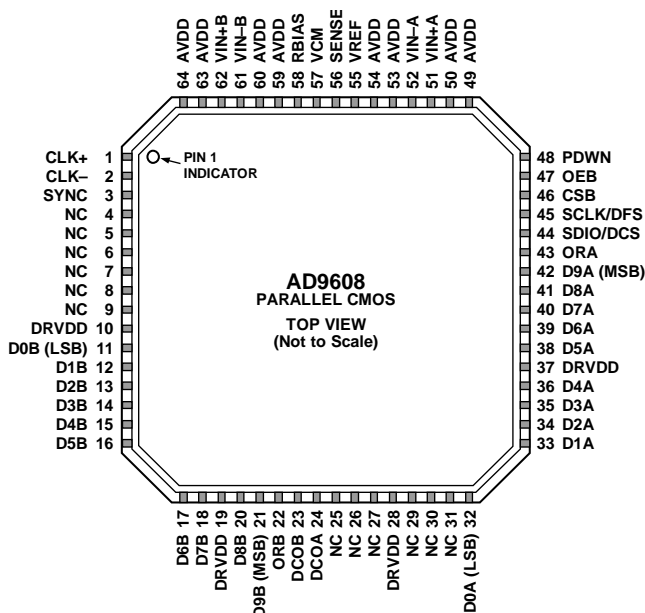 64 AVDD
63 AVDD
62 VIN+B
61 VIN–B
60 AVDD
59 AVDD
58 RBIAS
57 VCM
56 SENSE
55 VREF
54 AVDD
53 AVDD
52 VIN–A
51 VIN+A
50 AVDD
49 AVDD
CLK+ 1
CLK– 2
SYNC 3
NC 4
NC 5
NC 6
NC 7
NC 8
NC 9
DRVDD 10
D0B (LSB) 11
D1B 12
D2B 13
D3B 14
D4B 15
D5B 16
PIN 1
INDICATOR
AD9608
PARALLEL CMOS
TOP VIEW
(Not to Scale)
48 PDWN
47 OEB
46 CSB
45 SCLK/DFS
44 SDIO/DCS
43 ORA
42 D9A (MSB)
41 D8A
40 D7A
39 D6A
38 D5A
37 DRVDD
36 D4A
35 D3A
34 D2A
33 D1A
D6B 17
D7B 18
DRVDD 19
D8B 20
D9B (MSB) 21
ORB 22
DCOB 23
DCOA 24
NC 25
NC 26
NC 27
DRVDD 28
NC 29
NC 30
NC 31
D0A (LSB) 32